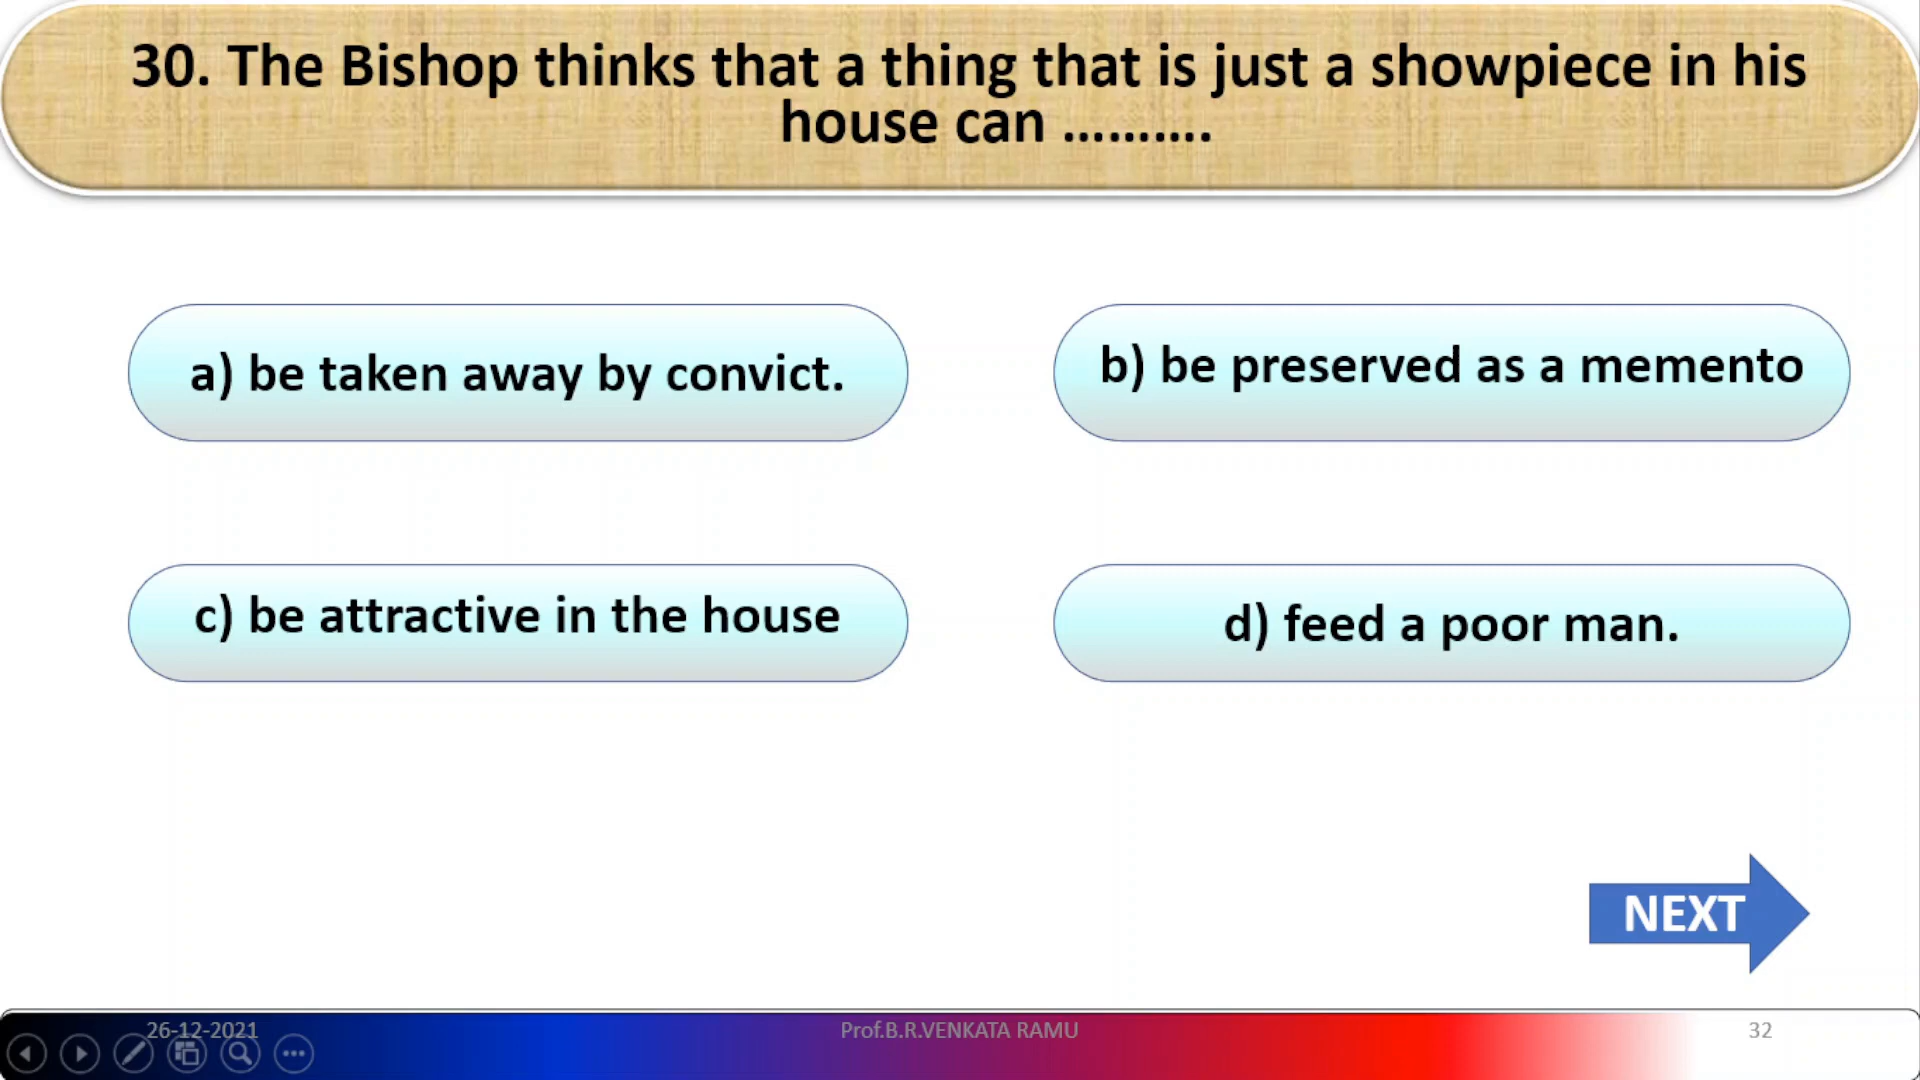 30. The Bishop thinks that a thing that is just a showpiece in his
house can ..........
a) be taken away by convict.
b) be preserved as a memento
c) be attractive in the house
d) feed a poor man.
NEXT
26-12-2021
Prof.B.R.VENKATA RAMU
32